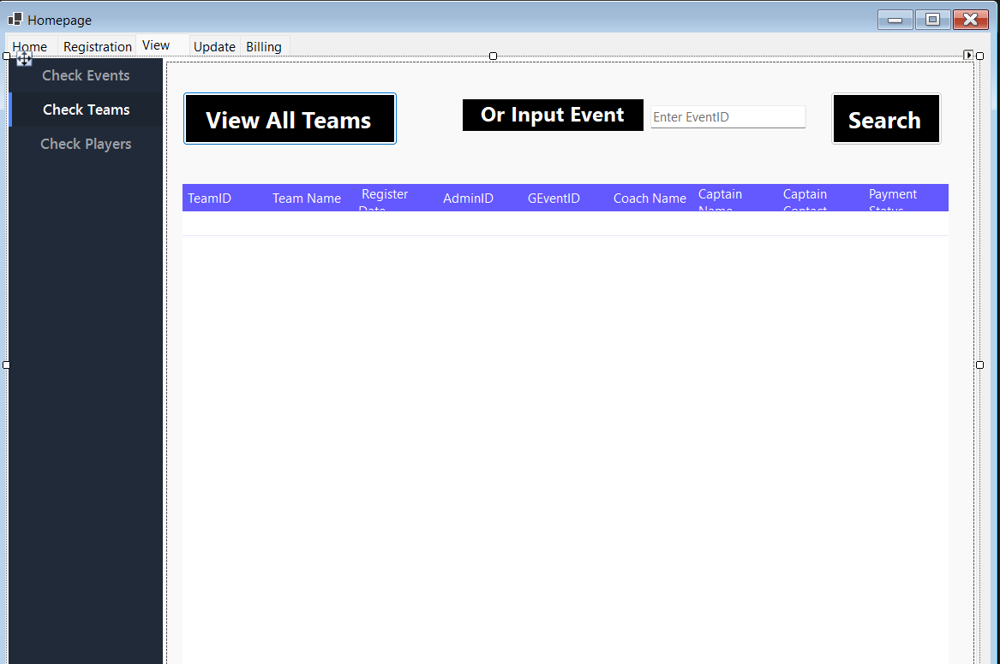 Homepage
Home Registration View Update Billing
Check Events
Check Teams
Check Players
View All Teams
Or Input Event
Enter EventID
Search
TeamID Team Name Register Date AdminID GEventID Coach Name Captain Name Captain Contact Payment Status